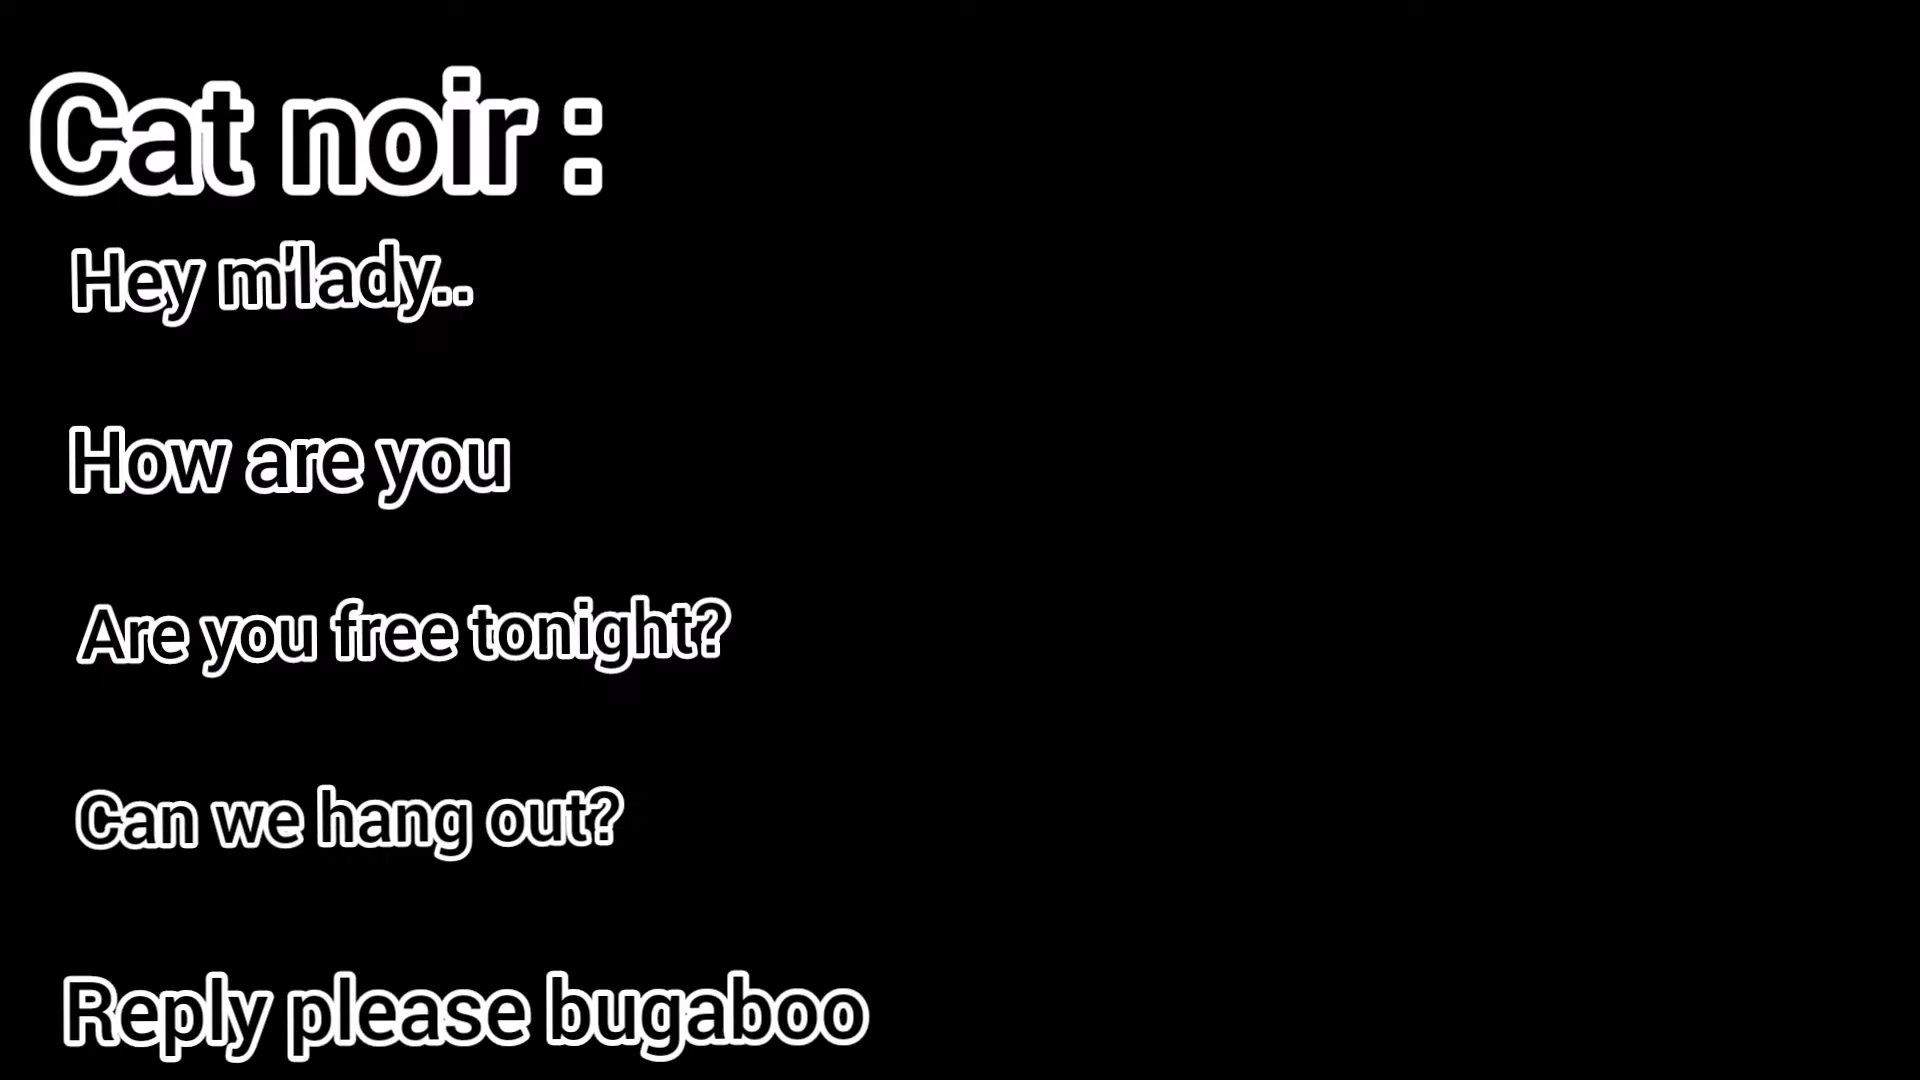 Cat noir :
Hey m'lady..
How are you
Are you free tonight?
Can we hang out?
Reply please bugaboo